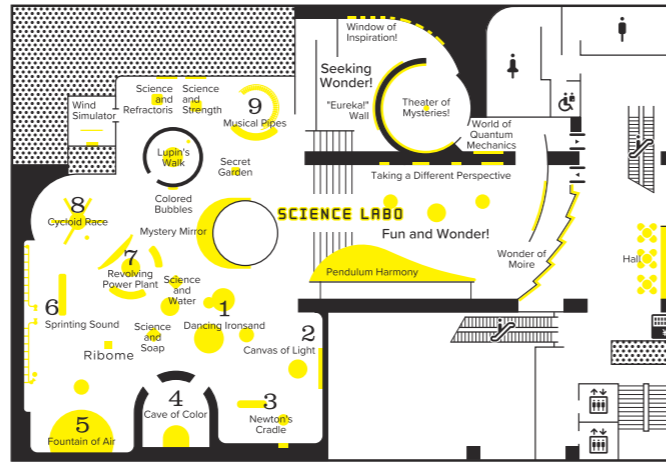 Window of
Inspiration!
Seeking
Wonder!
"Eureka!"
Wall
Theater of
Mysteries!
World of
Quantum
Mechanics
Science
and
Refractoris
Science
and
Strength
9
Musical Pipes
Wind
Simulator
Lupin's
Walk
Secret
Garden
Taking a Different Perspective
Colored
Bubbles
8
Cycloid Race
Mystery Mirror
SCIENCE LABO
Fun and Wonder!
7
Revolving
Power Plant
Science
and
Water
Pendulum Harmony
Wonder of
Moire
Hall
6
Sprinting Sound
1
Dancing Ironsand
Science
and
Soap
2
Canvas of Light
Ribome
4
Cave of Color
3
Newton's
Cradle
5
Fountain of Air